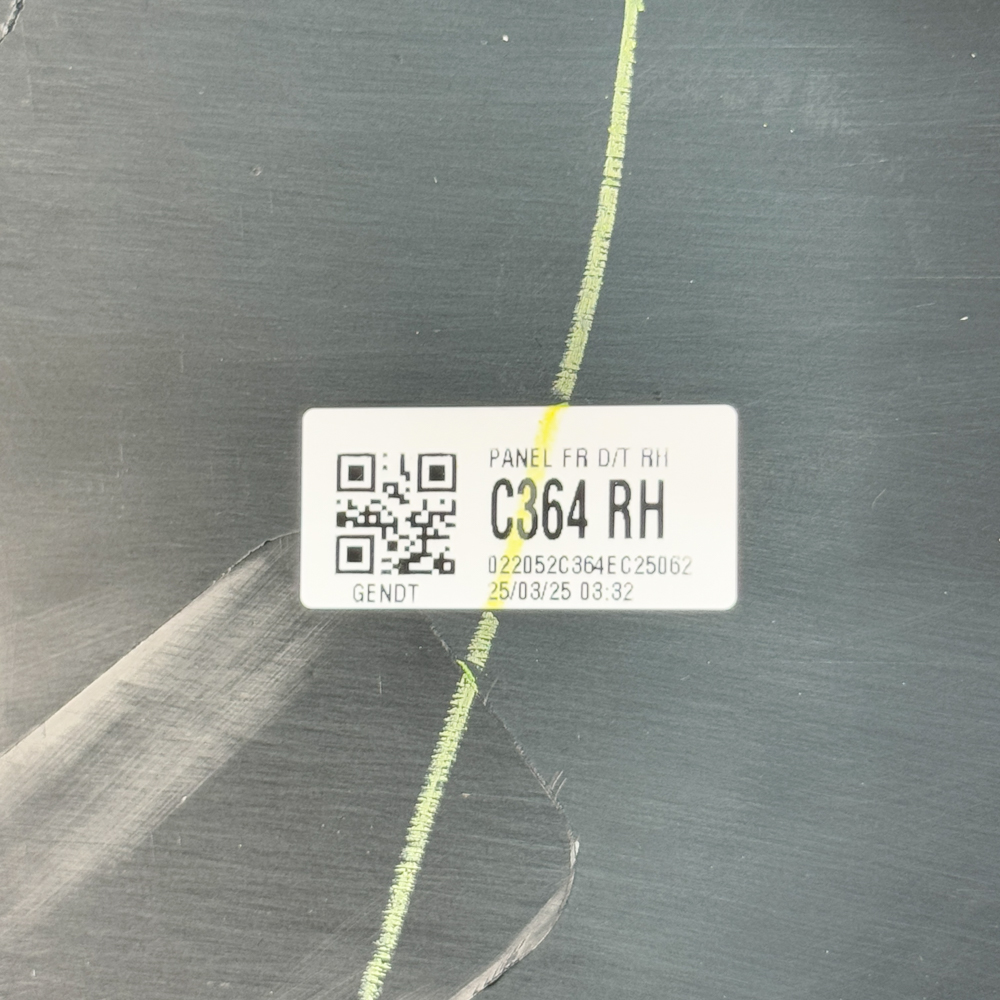 PANEL FR D/T RH
C364 RH
022052C364EC25062
25/03/25 03:32
GENDT